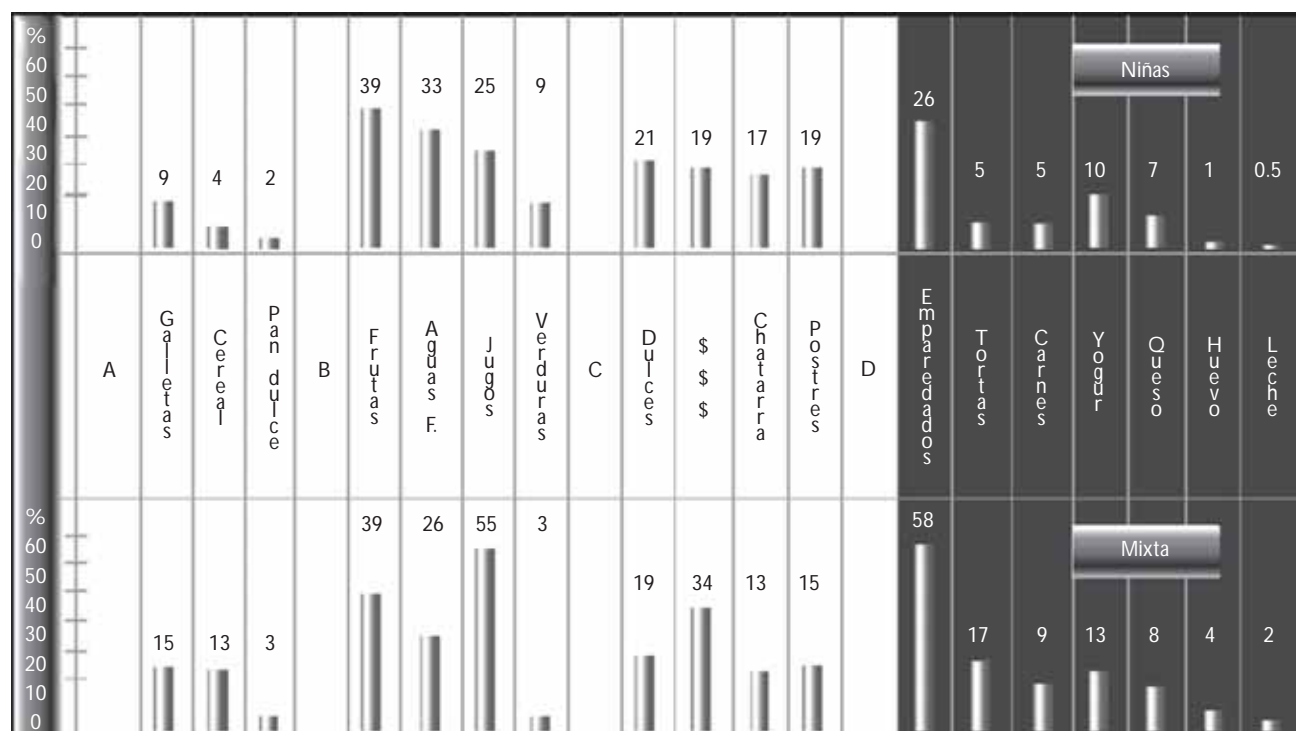 %
60
50
40
30
20
10
0
Niñas
39 33 25 9
26
21 19 17 19
9 4 2
5 5 10 7 1 0.5
A Galletas Cereal Pan dulce B Frutas Aguas F. Jugos Verduras C Dulces $ $ $ Chatarra Postres D Emparedados Tortas Carnes Yogur Queso Huevo Leche
%
60
50
40
30
20
10
0
Mixta
39 26 55 3
58
19 34 13 15
15 13 3
17 9 13 8 4 2